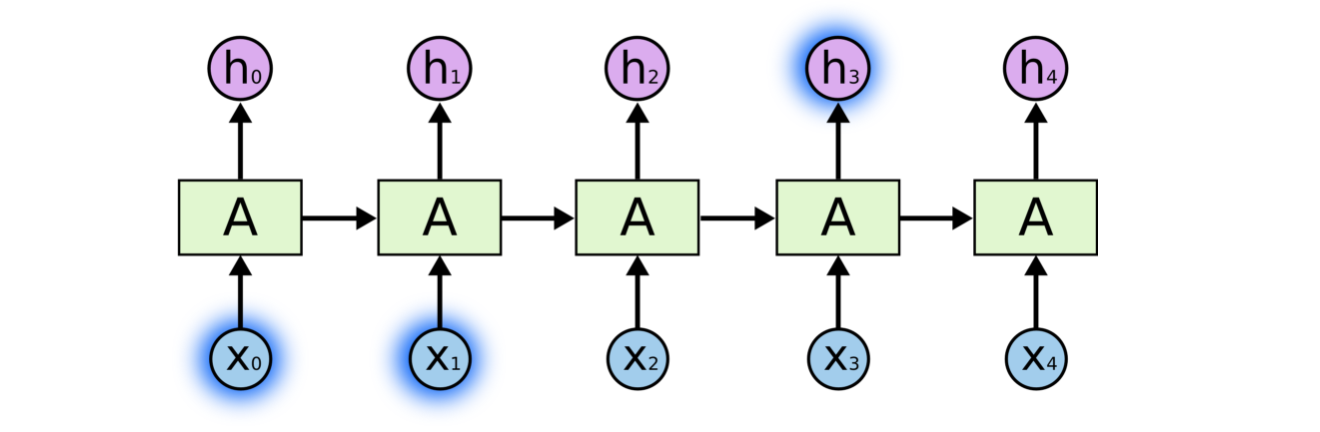 h₀ h₁ h₂ h₃ h₄
A A A A A
x₀ x₁ x₂ x₃ x₄